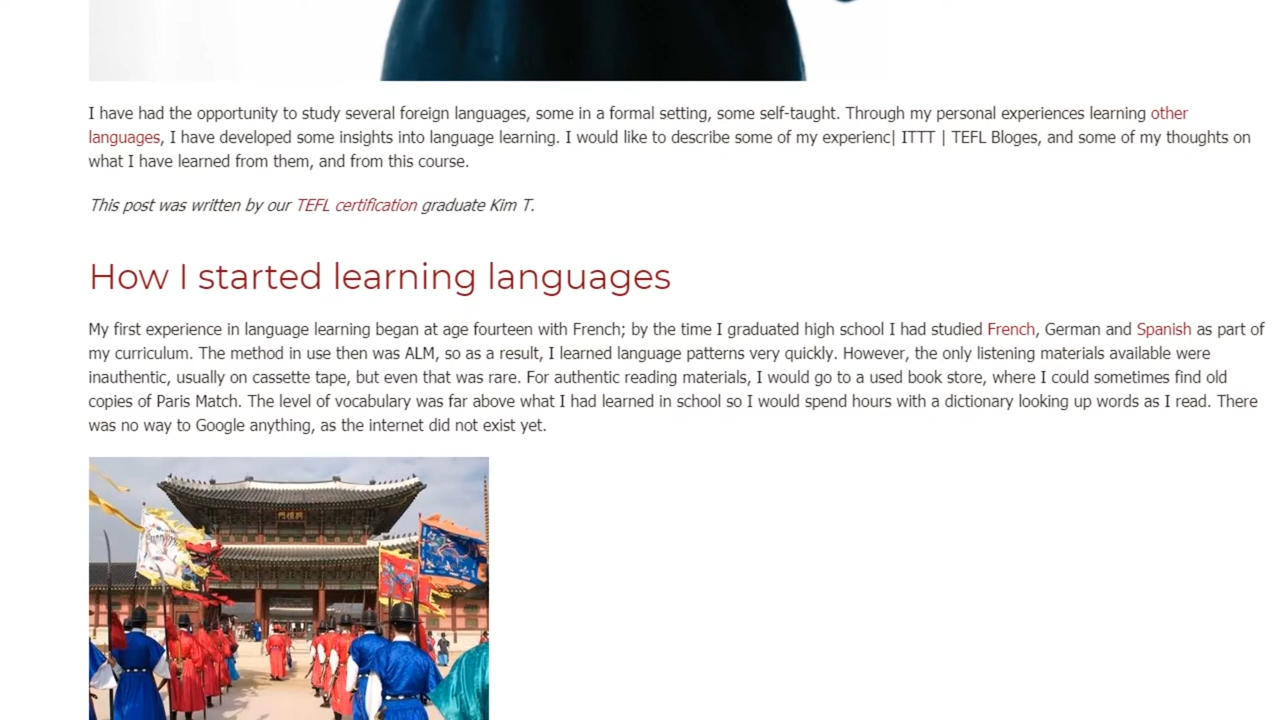 I have had the opportunity to study several foreign languages, some in a formal setting, some self-taught. Through my personal experiences learning other
languages, I have developed some insights into language learning. I would like to describe some of my experienc| ITTT | TEFL Bloges, and some of my thoughts on
what I have learned from them, and from this course.
This post was written by our TEFL certification graduate Kim T.
How I started learning languages
My first experience in language learning began at age fourteen with French; by the time I graduated high school I had studied French, German and Spanish as part of
my curriculum. The method in use then was ALM, so as a result, I learned language patterns very quickly. However, the only listening materials available were
inauthentic, usually on cassette tape, but even that was rare. For authentic reading materials, I would go to a used book store, where I could sometimes find old
copies of Paris Match. The level of vocabulary was far above what I had learned in school so I would spend hours with a dictionary looking up words as I read. There
was no way to Google anything, as the internet did not exist yet.